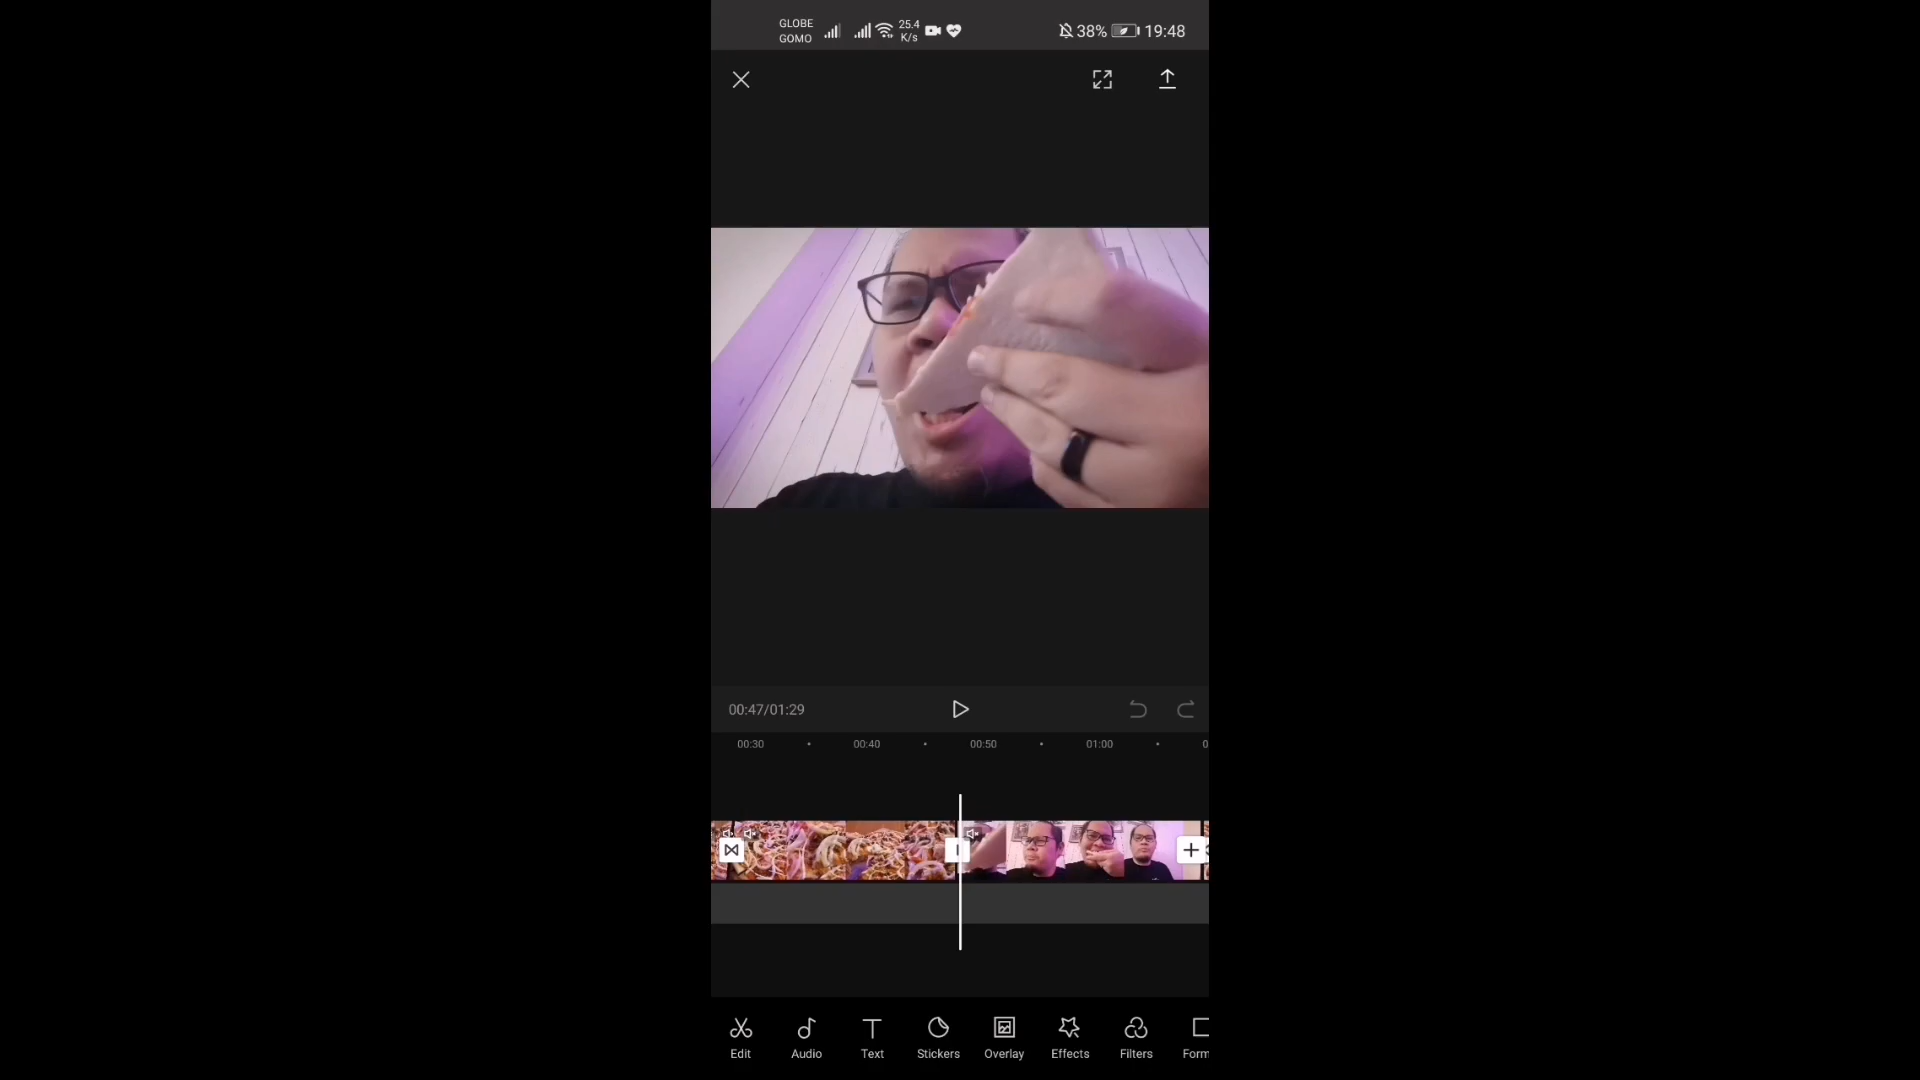 GLOBE
GOMO
25.4
K/s
38%
19:48
00:47/01:29
00:30
00:40
00:50
01:00
0
Edit
Audio
Text
Stickers
Overlay
Effects
Filters
Form